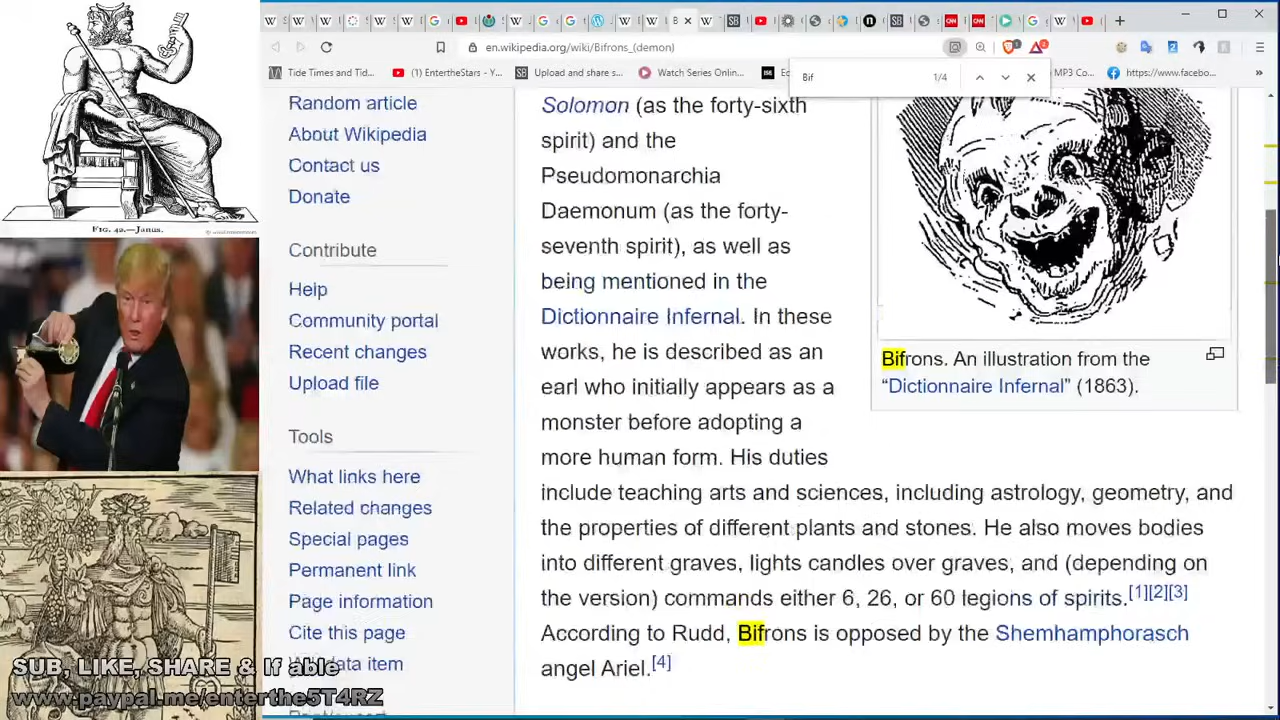 FIG. 49.—Janus.
en.wikipedia.org/wiki/Bifrons_(demon)
Tide Times and Tid...
(1) EntertheStars - Y...
Upload and share s...
Watch Series Onlin...
MP3 Co...
https://www.facebo...
Bif
1/4
Random article
About Wikipedia
Contact us
Donate
Contribute
Help
Community portal
Recent changes
Upload file
Tools
What links here
Related changes
Special pages
Permanent link
Page information
Cite this page
data item
Solomon (as the forty-sixth
spirit) and the
Pseudomonarchia
Daemonum (as the forty-
seventh spirit), as well as
being mentioned in the
Dictionnaire Infernal. In these
works, he is described as an
earl who initially appears as a
monster before adopting a
more human form. His duties
include teaching arts and sciences, including astrology, geometry, and
the properties of different plants and stones. He also moves bodies
into different graves, lights candles over graves, and (depending on
the version) commands either 6, 26, or 60 legions of spirits.[1][2][3]
According to Rudd, Bifrons is opposed by the Shemhamphorasch
angel Ariel.[4]
Bifrons. An illustration from the
“Dictionnaire Infernal” (1863).
SUB, LIKE, SHARE & If able
www.paypal.me/enterthe5T4RZ